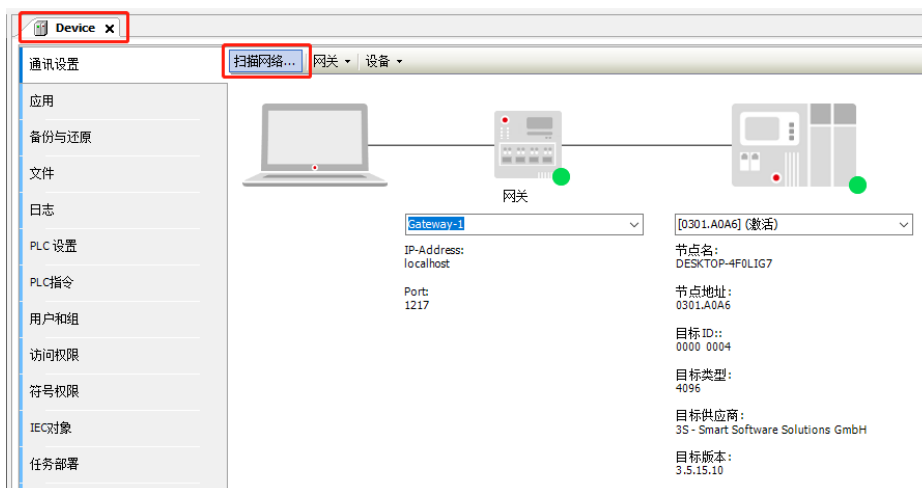 Device
扫描网络... 网关 设备
通讯设置
应用
备份与还原
文件
日志
PLC 设置
PLC指令
用户和组
访问权限
符号权限
IEC对象
任务部署
网关
Gateway-1
IP-Address:
localhost
Port:
1217
[0301.A0A6] (激活)
节点名:
DESKTOP-4F0LIG7
节点地址:
0301.A0A6
目标ID::
0000 0004
目标类型:
4096
目标供应商:
3S - Smart Software Solutions GmbH
目标版本:
3.5.15.10